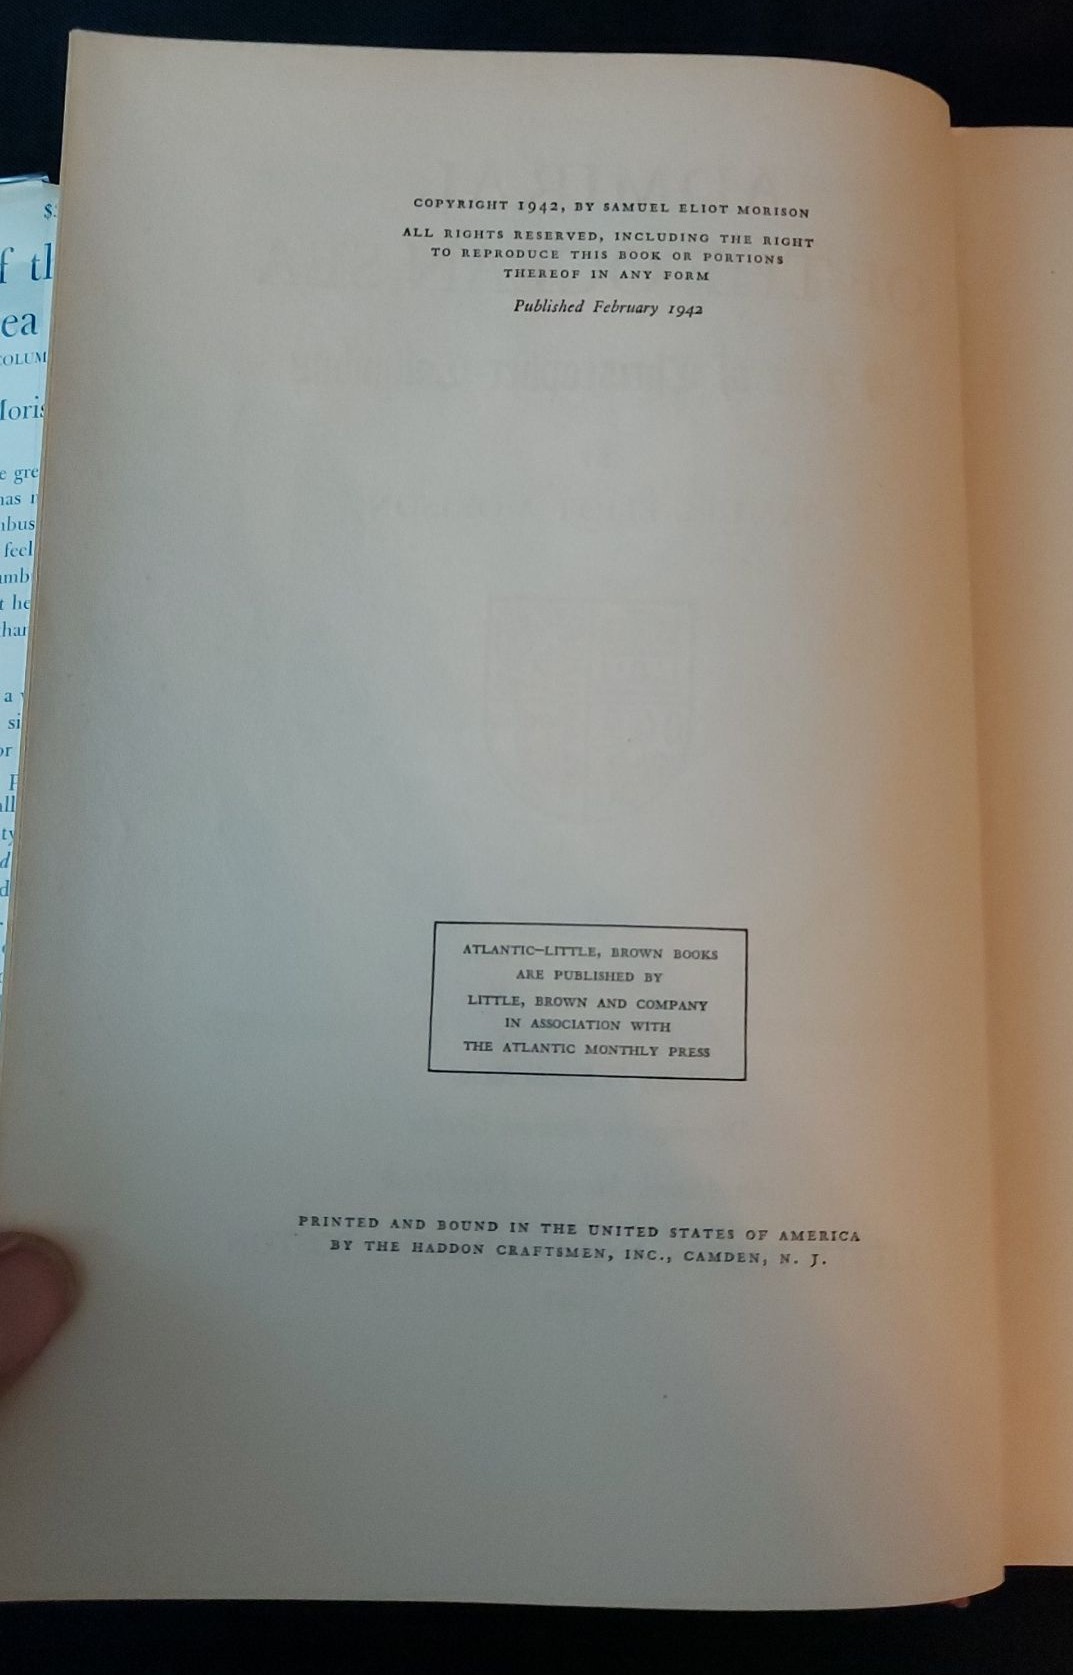 COPYRIGHT 1942, BY SAMUEL ELIOT MORISON
ALL RIGHTS RESERVED, INCLUDING THE RIGHT
TO REPRODUCE THIS BOOK OR PORTIONS
THEREOF IN ANY FORM
Published February 1942
ATLANTIC–LITTLE, BROWN BOOKS
ARE PUBLISHED BY
LITTLE, BROWN AND COMPANY
IN ASSOCIATION WITH
THE ATLANTIC MONTHLY PRESS
PRINTED AND BOUND IN THE UNITED STATES OF AMERICA
BY THE HADDON CRAFTSMEN, INC., CAMDEN, N. J.